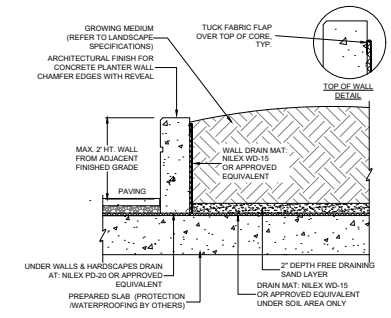 GROWING MEDIUM
(REFER TO LANDSCAPE
SPECIFICATIONS)
ARCHITECTURAL FINISH FOR
CONCRETE PLANTER WALL
CHAMFER EDGES WITH REVEAL
TUCK FABRIC FLAP
OVER TOP OF CORE,
TYP.
TOP OF WALL
DETAIL
MAX. 2' HT. WALL
FROM ADJACENT
FINISHED GRADE
WALL DRAIN MAT:
NILEX WD-15
OR APPROVED
EQUIVALENT
PAVING
UNDER WALLS & HARDSCAPES DRAIN
AT: NILEX PD-20 OR APPROVED
EQUIVALENT
PREPARED SLAB (PROTECTION
/WATERPROOFING BY OTHERS)
2" DEPTH FREE DRAINING
SAND LAYER
DRAIN MAT: NILEX WD-15
OR APPROVED EQUIVALENT
UNDER SOIL AREA ONLY